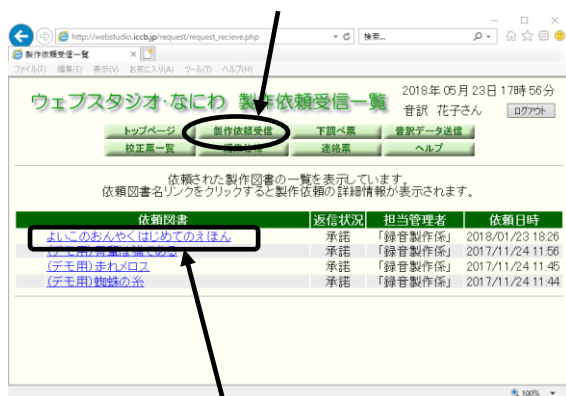 http://webstudio.iccb.jp/request/request_recieve.php
検索...
製作依頼受信一覧
ファイル(F) 編集(E) 表示(V) お気に入り(A) ツール(T) ヘルプ(H)
ウェブスタジオ・なにわ 製作依頼受信一覧
2018年 05月 23日 17時 56分
音訳 花子さん ログアウト
トップページ 製作依頼受信 下調べ票 音訳データ送信
校正票一覧 連絡票 ヘルプ
依頼された製作図書の一覧を表示しています。
依頼図書名リンクをクリックすると製作依頼の詳細情報が表示されます。
依頼図書 返信状況 担当管理者 依頼日時
よいこのおんやくはじめてのえほん 承諾 「録音製作係」 2018/01/23 18:26
(デモ用)吾輩は猫である 承諾 「録音製作係」 2017/11/24 11:56
(デモ用)走れメロス 承諾 「録音製作係」 2017/11/24 11:45
(デモ用)蜘蛛の糸 承諾 「録音製作係」 2017/11/24 11:44
100%